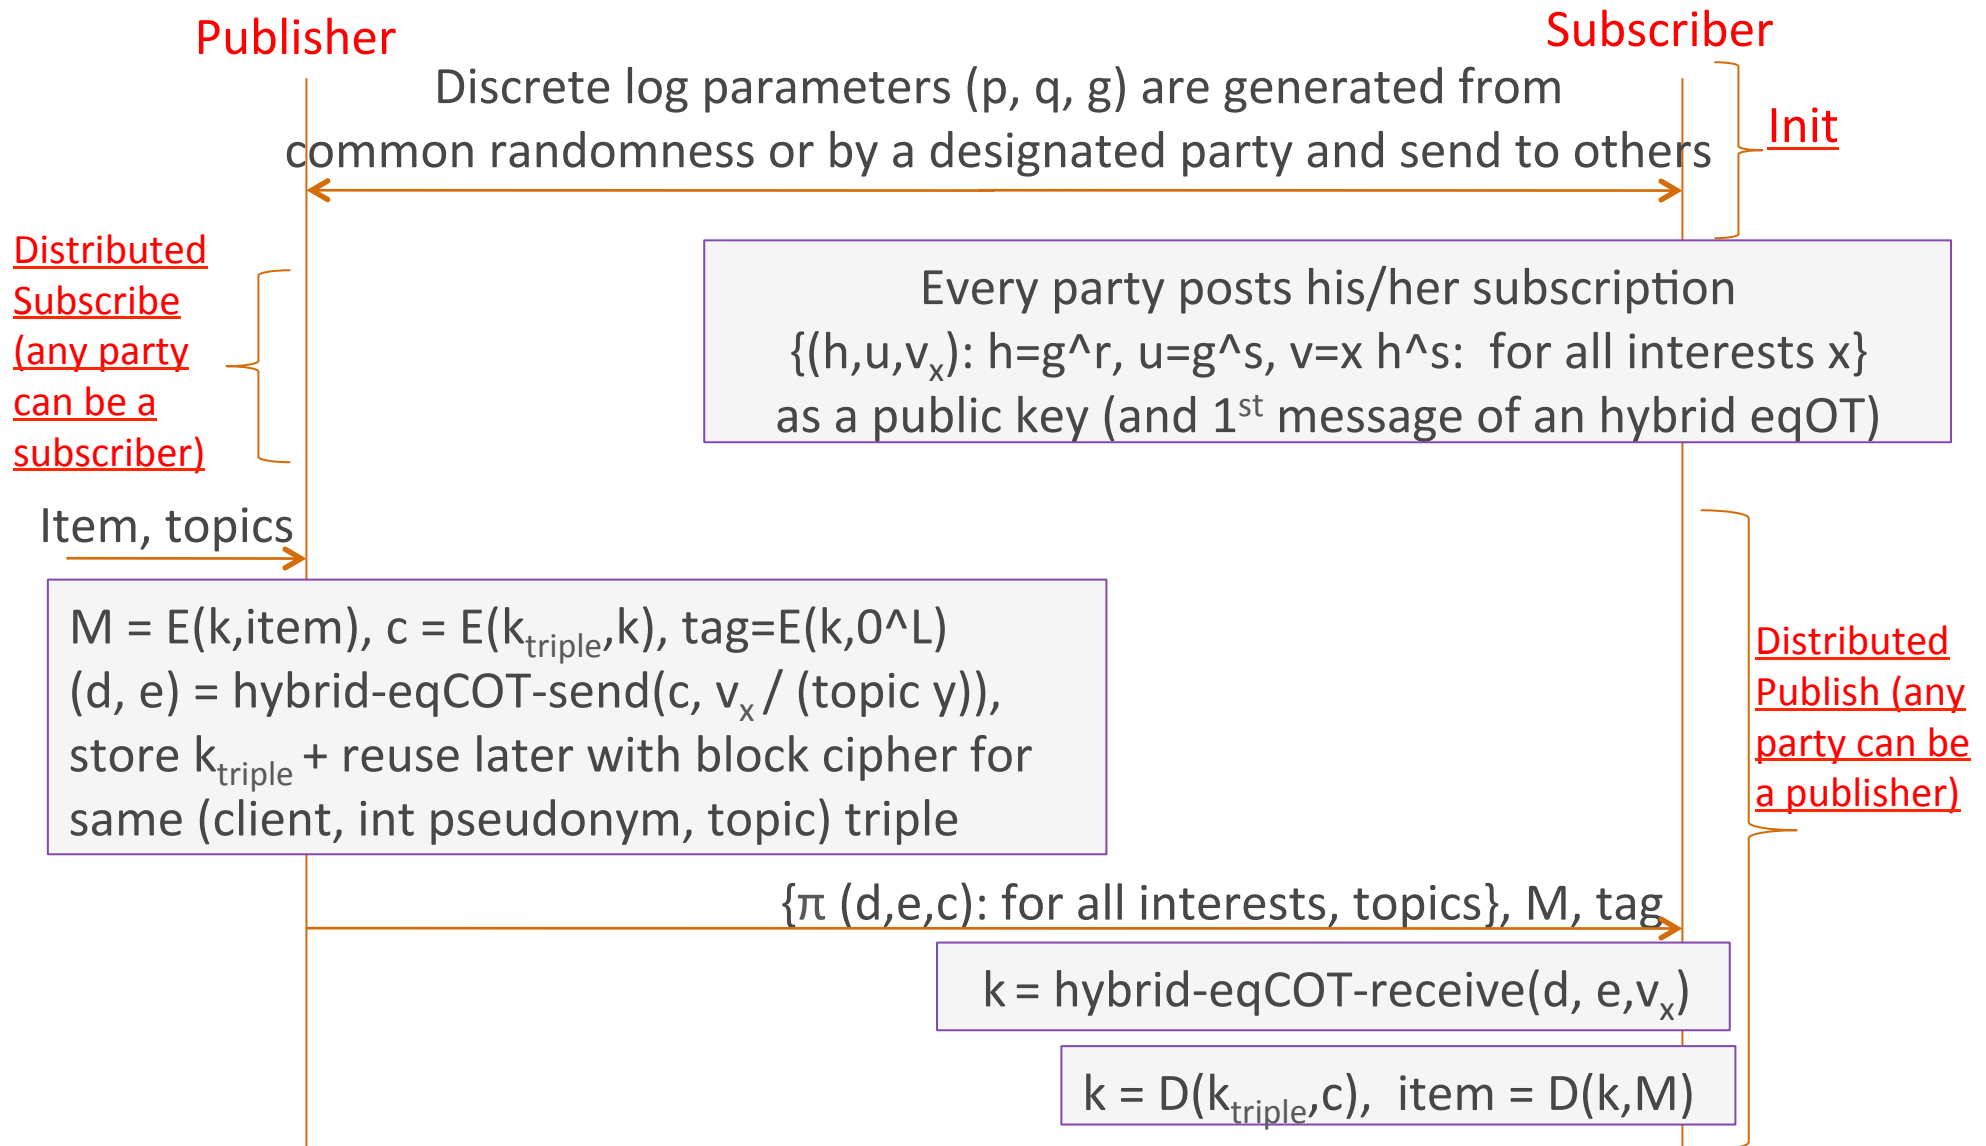 Publisher
Subscriber
Discrete log parameters (p, q, g) are generated from
common randomness or by a designated party and send to others
Init
Distributed
Subscribe
(any party
can be a
subscriber)
Every party posts his/her subscription
{(h,u,vₓ): h=g^r, u=g^s, v=x h^s: for all interests x}
as a public key (and 1st message of an hybrid eqOT)
Item, topics
M = E(k,item), c = E(k_triple,k), tag=E(k,0^L)
(d, e) = hybrid-eqCOT-send(c, vₓ / (topic y)),
store k_triple + reuse later with block cipher for
same (client, int pseudonym, topic) triple
Distributed
Publish (any
party can be
a publisher)
{π (d,e,c): for all interests, topics}, M, tag
k = hybrid-eqCOT-receive(d, e,vₓ)
k = D(k_triple,c), item = D(k,M)